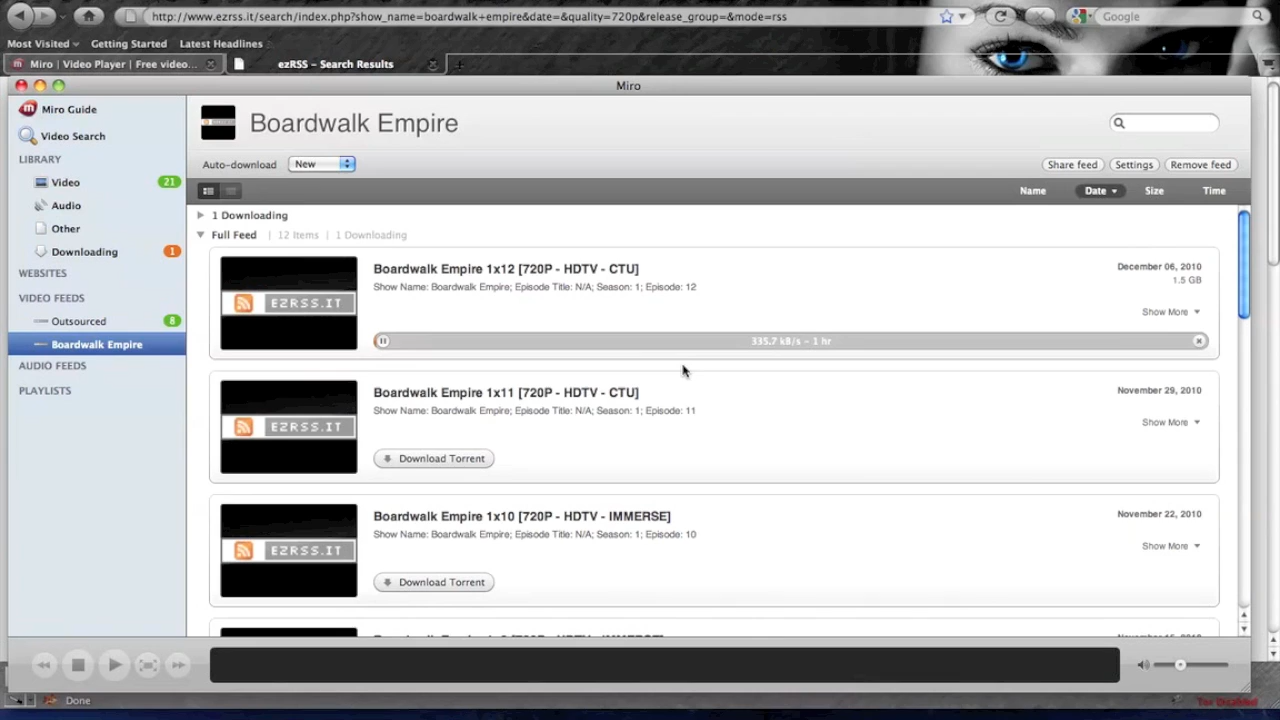 http://www.ezrss.it/search/index.php?show_name=boardwalk+empire&date=&quality=720p&release_group=&mode=rss
Google
Most Visited
Getting Started
Latest Headlines
Miro | Video Player | Free video...
ezRSS – Search Results
Miro
Miro Guide
Video Search
LIBRARY
Video 21
Audio
Other
Downloading 1
WEBSITES
VIDEO FEEDS
Outsourced 8
Boardwalk Empire
AUDIO FEEDS
PLAYLISTS
Boardwalk Empire
Auto-download New
Share feed Settings Remove feed
Name Date Size Time
1 Downloading
Full Feed | 12 Items | 1 Downloading
EZRSS.IT
Boardwalk Empire 1x12 [720P - HDTV - CTU]
Show Name: Boardwalk Empire; Episode Title: N/A; Season: 1; Episode: 12
December 06, 2010
1.5 GB
Show More
335.7 kB/s – 1 hr
EZRSS.IT
Boardwalk Empire 1x11 [720P - HDTV - CTU]
Show Name: Boardwalk Empire; Episode Title: N/A; Season: 1; Episode: 11
November 29, 2010
Show More
Download Torrent
EZRSS.IT
Boardwalk Empire 1x10 [720P - HDTV - IMMERSE]
Show Name: Boardwalk Empire; Episode Title: N/A; Season: 1; Episode: 10
November 22, 2010
Show More
Download Torrent
Done
Tor Disabled